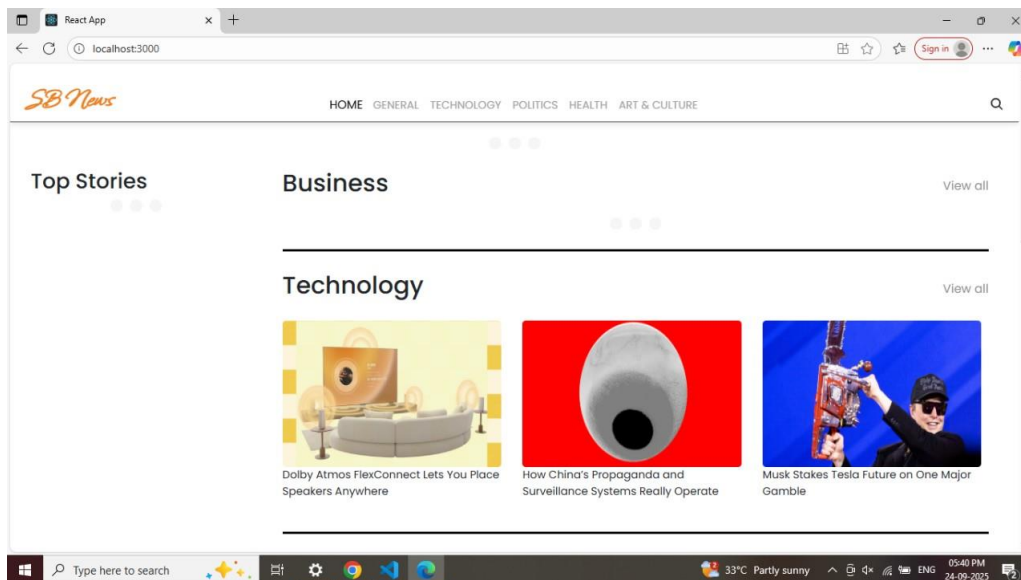 React App
localhost:3000
Sign in
SB News
HOME GENERAL TECHNOLOGY POLITICS HEALTH ART & CULTURE
Top Stories
Business
View all
Technology
View all
Dolby Atmos FlexConnect Lets You Place
Speakers Anywhere
How China's Propaganda and
Surveillance Systems Really Operate
Musk Stakes Tesla Future on One Major
Gamble
Type here to search
33°C Partly sunny
ENG
05:40 PM
24-09-2025
2